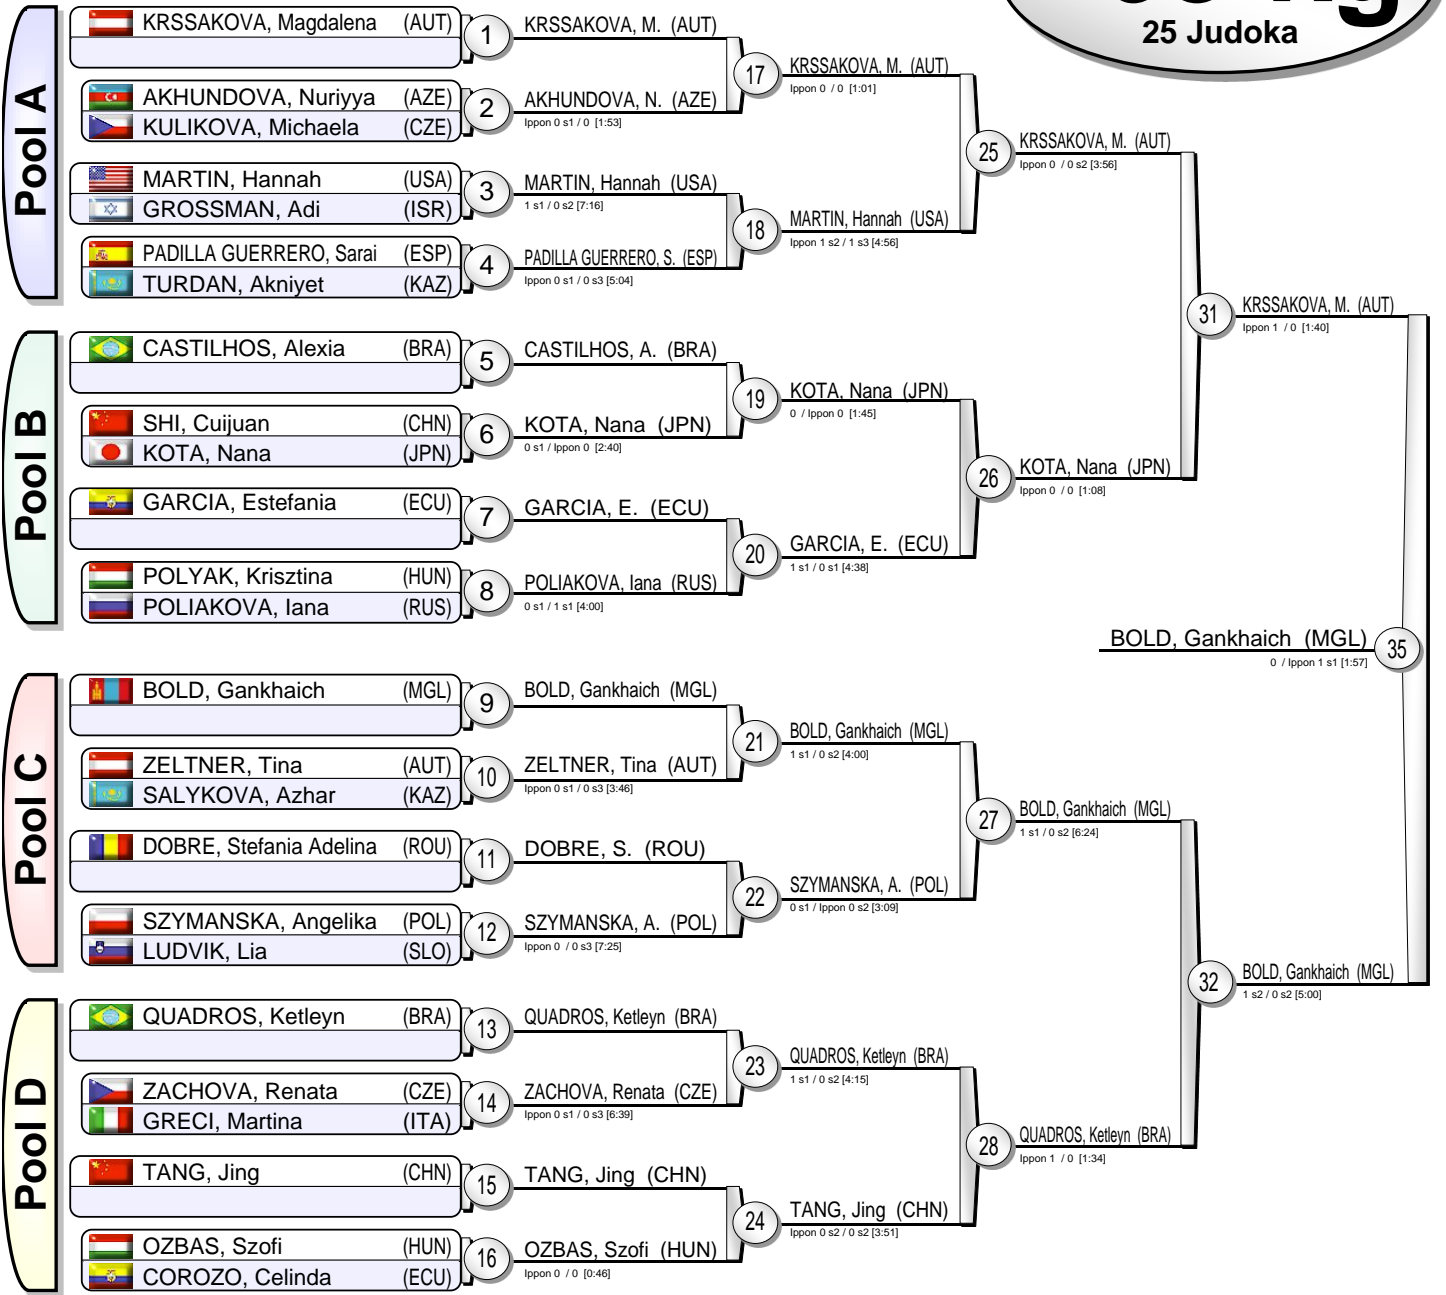 25 Judoka
Pool A
KRSSAKOVA, Magdalena (AUT)
1
AKHUNDOVA, Nuriyya (AZE)
KULIKOVA, Michaela (CZE)
2
MARTIN, Hannah (USA)
GROSSMAN, Adi (ISR)
3
PADILLA GUERRERO, Sarai (ESP)
TURDAN, Akniyet (KAZ)
4
KRSSAKOVA, M. (AUT)
AKHUNDOVA, N. (AZE)
Ippon 0 s1 / 0 [1:53]
MARTIN, Hannah (USA)
1 s1 / 0 s2 [7:16]
PADILLA GUERRERO, S. (ESP)
Ippon 0 s1 / 0 s3 [5:04]
17
KRSSAKOVA, M. (AUT)
Ippon 0 / 0 [1:01]
18
MARTIN, Hannah (USA)
Ippon 1 s2 / 1 s3 [4:56]
25
KRSSAKOVA, M. (AUT)
Ippon 0 / 0 s2 [3:56]
Pool B
CASTILHOS, Alexia (BRA)
5
SHI, Cuijuan (CHN)
KOTA, Nana (JPN)
6
GARCIA, Estefania (ECU)
7
POLYAK, Krisztina (HUN)
POLIAKOVA, Iana (RUS)
8
CASTILHOS, A. (BRA)
KOTA, Nana (JPN)
0 s1 / Ippon 0 [2:40]
GARCIA, E. (ECU)
POLIAKOVA, Iana (RUS)
0 s1 / 1 s1 [4:00]
19
KOTA, Nana (JPN)
0 / Ippon 0 [1:45]
20
GARCIA, E. (ECU)
1 s1 / 0 s1 [4:38]
26
KOTA, Nana (JPN)
Ippon 0 / 0 [1:08]
31
KRSSAKOVA, M. (AUT)
Ippon 1 / 0 [1:40]
BOLD, Gankhaich (MGL)
0 / Ippon 1 s1 [1:57]
35
Pool C
BOLD, Gankhaich (MGL)
9
ZELTNER, Tina (AUT)
SALYKOVA, Azhar (KAZ)
10
DOBRE, Stefania Adelina (ROU)
11
SZYMANSKA, Angelika (POL)
LUDVIK, Lia (SLO)
12
BOLD, Gankhaich (MGL)
ZELTNER, Tina (AUT)
Ippon 0 s1 / 0 s3 [3:46]
DOBRE, S. (ROU)
SZYMANSKA, A. (POL)
Ippon 0 / 0 s3 [7:25]
21
BOLD, Gankhaich (MGL)
1 s1 / 0 s2 [4:00]
22
SZYMANSKA, A. (POL)
0 s1 / Ippon 0 s2 [3:09]
27
BOLD, Gankhaich (MGL)
1 s1 / 0 s2 [6:24]
Pool D
QUADROS, Ketleyn (BRA)
13
ZACHOVA, Renata (CZE)
GRECI, Martina (ITA)
14
TANG, Jing (CHN)
15
OZBAS, Szofi (HUN)
COROZO, Celinda (ECU)
16
QUADROS, Ketleyn (BRA)
ZACHOVA, Renata (CZE)
Ippon 0 s1 / 0 s3 [6:39]
TANG, Jing (CHN)
OZBAS, Szofi (HUN)
Ippon 0 / 0 [0:46]
23
QUADROS, Ketleyn (BRA)
1 s1 / 0 s2 [4:15]
24
TANG, Jing (CHN)
Ippon 0 s2 / 0 s2 [3:51]
28
QUADROS, Ketleyn (BRA)
Ippon 1 / 0 [1:34]
32
BOLD, Gankhaich (MGL)
1 s2 / 0 s2 [5:00]